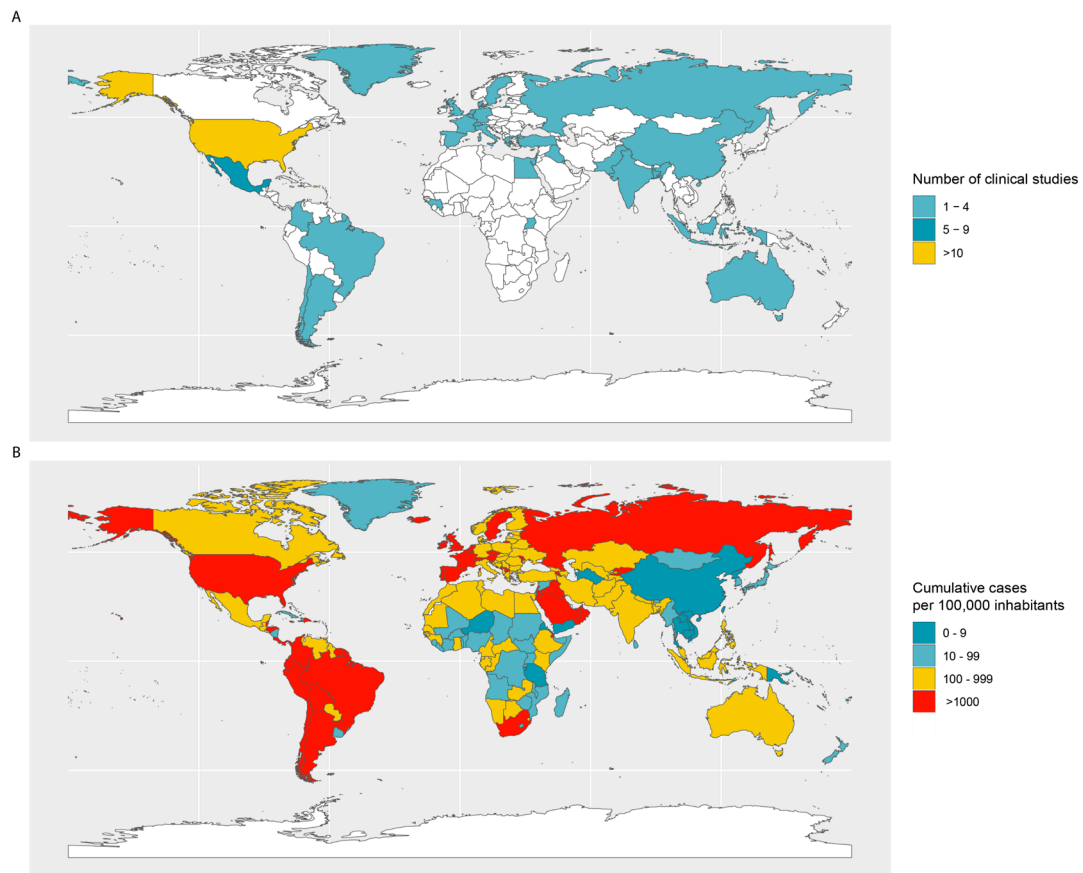 A
Number of clinical studies
1 – 4
5 – 9
>10
B
Cumulative cases
per 100,000 inhabitants
0 - 9
10 - 99
100 - 999
>1000